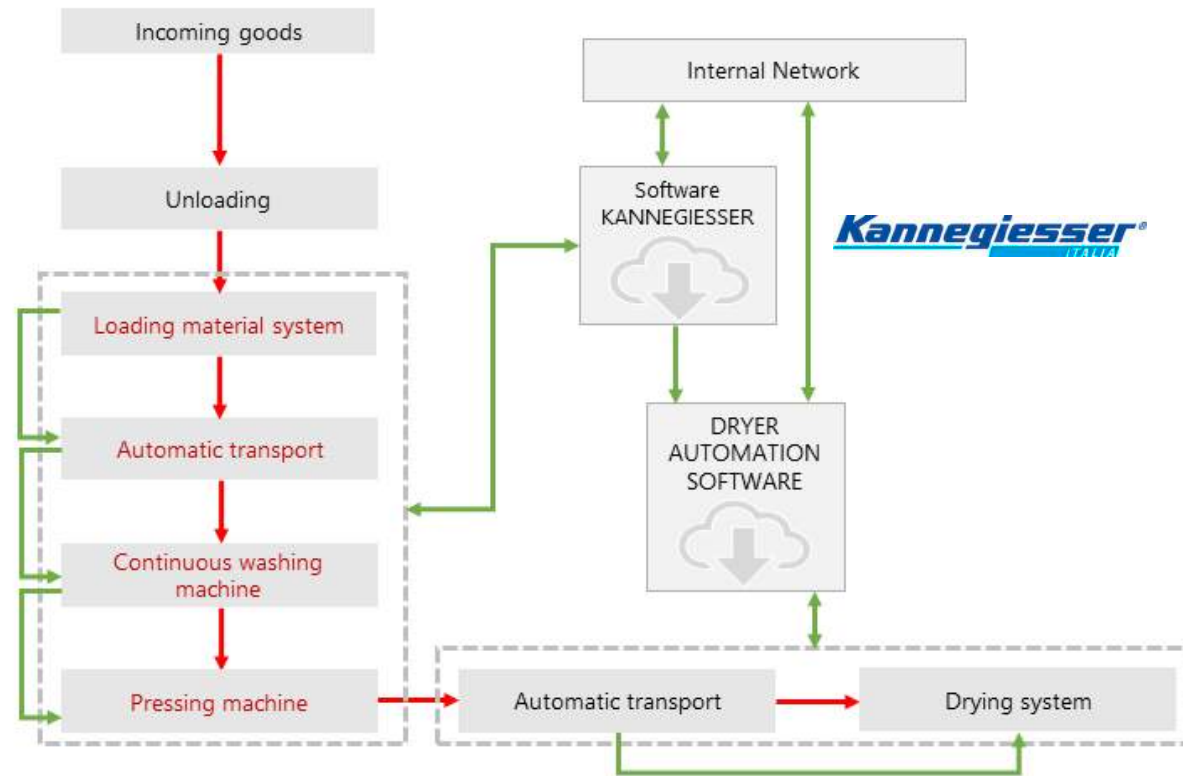 Incoming goods
Unloading
Loading material system
Automatic transport
Continuous washing
machine
Pressing machine
Internal Network
Software
KANNEGIESSER
Kannegiesser®
ITALIA
DRYER
AUTOMATION
SOFTWARE
Automatic transport
Drying system